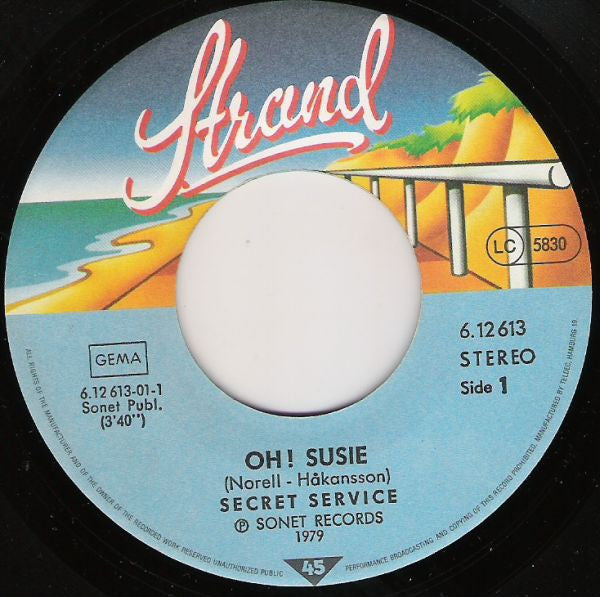 Strand
LC 5830
GEMA
6.12 613-01-1
Sonet Publ.
(3'40")
6.12 613
STEREO
Side 1
OH! SUSIE
(Norell - Håkansson)
SECRET SERVICE
℗ SONET RECORDS
1979
45
ALL RIGHTS OF THE MANUFACTURER AND OF THE OWNER OF THE RECORDED WORK RESERVED UNAUTHORIZED PUBLIC PERFORMANCE BROADCASTING AND COPYING OF THIS RECORD PROHIBITED. MANUFACTURED BY TELDEC, HAMBURG 19.